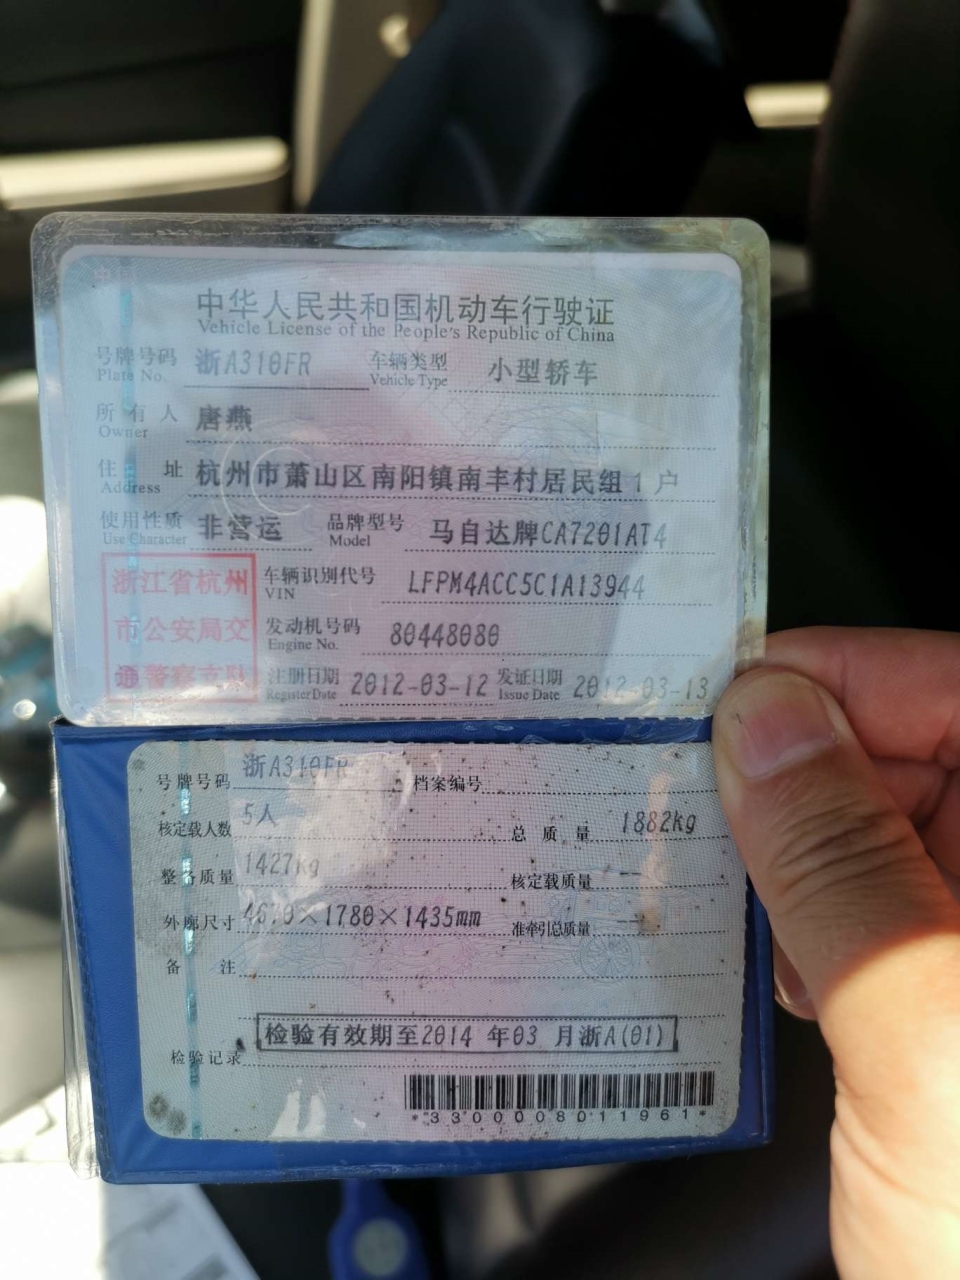 中华人民共和国机动车行驶证
Vehicle License of the People's Republic of China
号牌号码 浙A310FR 车辆类型 小型轿车
Plate No. Vehicle Type
所有人 唐燕
Owner
住址 杭州市萧山区南阳镇南丰村居民组1户
Address
使用性质 非营运 品牌型号 马自达牌CA7201AT4
Use Character Model
浙江省杭州
市公安局交
通警察支队
车辆识别代号 LFPM4ACC5C1A13944
VIN
发动机号码 80448080
Engine No.
注册日期 2012-03-12 发证日期 2012-03-13
Register Date Issue Date
号牌号码 浙A310FR 档案编号
核定载人数 5人 总质量 1882kg
整备质量 1427kg 核定载质量 --
外廓尺寸 4670×1780×1435mm 准牵引总质量 --
备注
检验有效期至2014 年03 月浙A(01)
检验记录
*3300008011961*